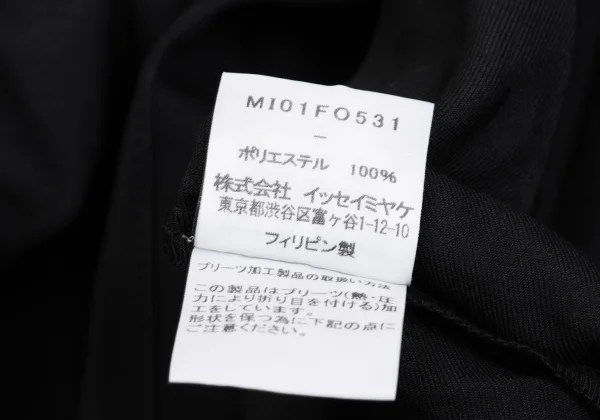 MI01FO531
—
ポリエステル 100%
株式会社 イッセイミヤケ
東京都渋谷区富ヶ谷1-12-10
フィリピン製
プリーツ加工製品の取扱い方法
この製品はプリーツ(熱・圧
力により折り目を付ける)加
工をしています。
形状を保つ為に下記の点に
ご注意ください。